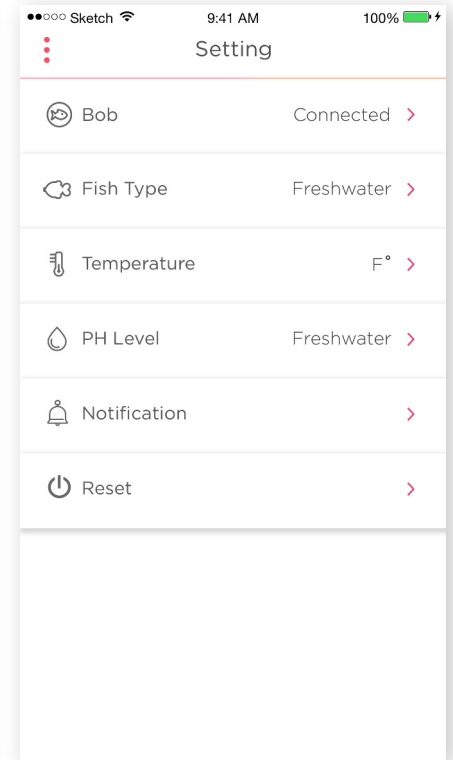 Sketch 9:41 AM 100%
Setting
Bob Connected
Fish Type Freshwater
Temperature F°
PH Level Freshwater
Notification
Reset